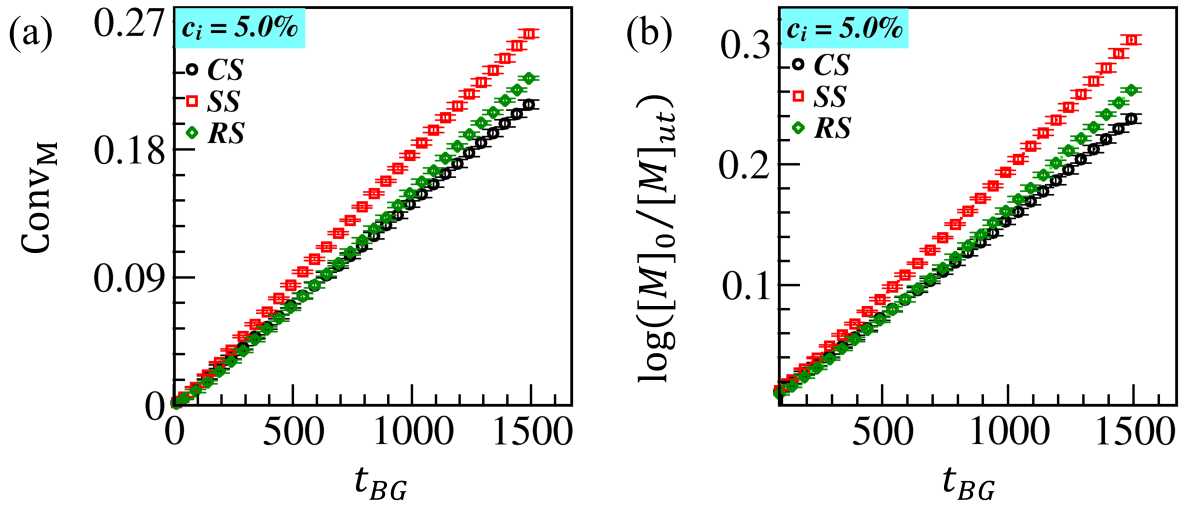 (a)
c_i = 5.0%
CS
SS
RS
Conv_M
0.27
0.18
0.09
0
0
500
1000
1500
t_BG
(b)
c_i = 5.0%
CS
SS
RS
log([M]_0/[M]_ut)
0.3
0.2
0.1
500
1000
1500
t_BG